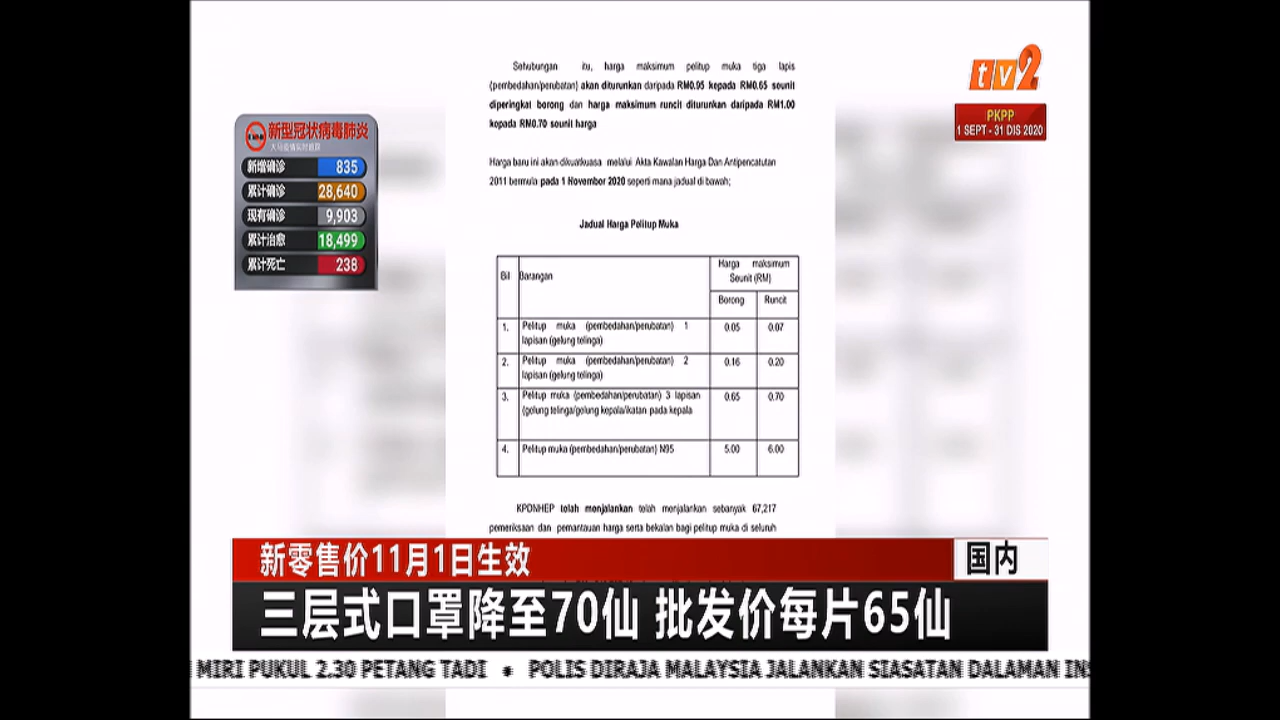 Sehubungan itu, harga maksimum pelitup muka tiga lapis
(pembedahan/perubatan) akan diturunkan daripada RM0.95 kepada RM0.65 seunit
diperingkat borong dan harga maksimum runcit diturunkan daripada RM1.00
kepada RM0.70 seunit harga
Harga baru ini akan dikuatkuasa melalui Akta Kawalan Harga Dan Antipencatutan
2011 bermula pada 1 November 2020 seperti mana jadual di bawah;
Jadual Harga Pelitup Muka
Bil Barangan Harga maksimum
Seunit (RM)
Borong Runcit
1. Pelitup muka (pembedahan/perubatan) 1 0.05 0.07
lapisan (gelung telinga)
2. Pelitup muka (pembedahan/perubatan) 2 0.16 0.20
lapisan (gelung telinga)
3. Pelitup muka (pembedahan/perubatan) 3 lapisan 0.65 0.70
(gelung telinga/gelung kepala/ikatan pada kepala
4. Pelitup muka (pembedahan/perubatan) N95 5.00 6.00
KPDNHEP telah menjalankan telah menjalankan sebanyak 67,217
pemeriksaan dan pemantauan harga serta bekalan bagi pelitup muka di seluruh
tv2
PKPP
1 SEPT - 31 DIS 2020
新型冠状病毒肺炎
大马疫情实时追踪
新增确诊 835
累计确诊 28,640
现有确诊 9,903
累计治愈 18,499
累计死亡 238
新零售价11月1日生效 国内
三层式口罩降至70仙 批发价每片65仙
MIRI PUKUL 2.30 PETANG TADI • POLIS DIRAJA MALAYSIA JALANKAN SIASATAN DALAMAN INS